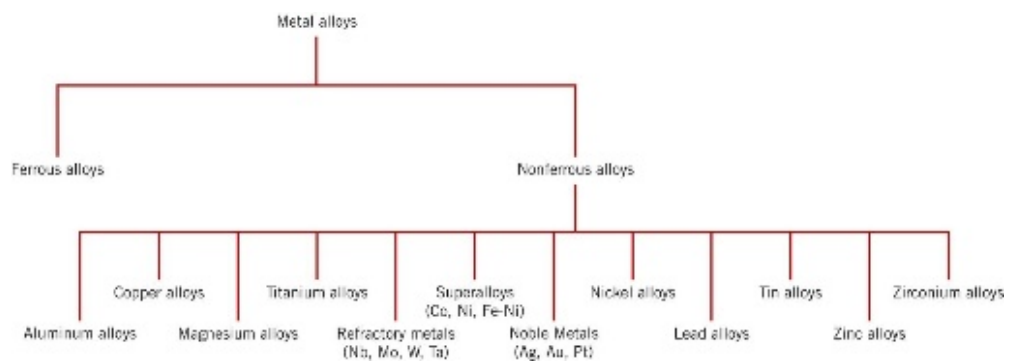 Metal alloys
Ferrous alloys
Nonferrous alloys
Copper alloys
Titanium alloys
Superalloys
(Co, Ni, Fe-Ni)
Nickel alloys
Tin alloys
Zirconium alloys
Aluminum alloys
Magnesium alloys
Refractory metals
(Nb, Mo, W, Ta)
Noble Metals
(Ag, Au, Pt)
Lead alloys
Zinc alloys